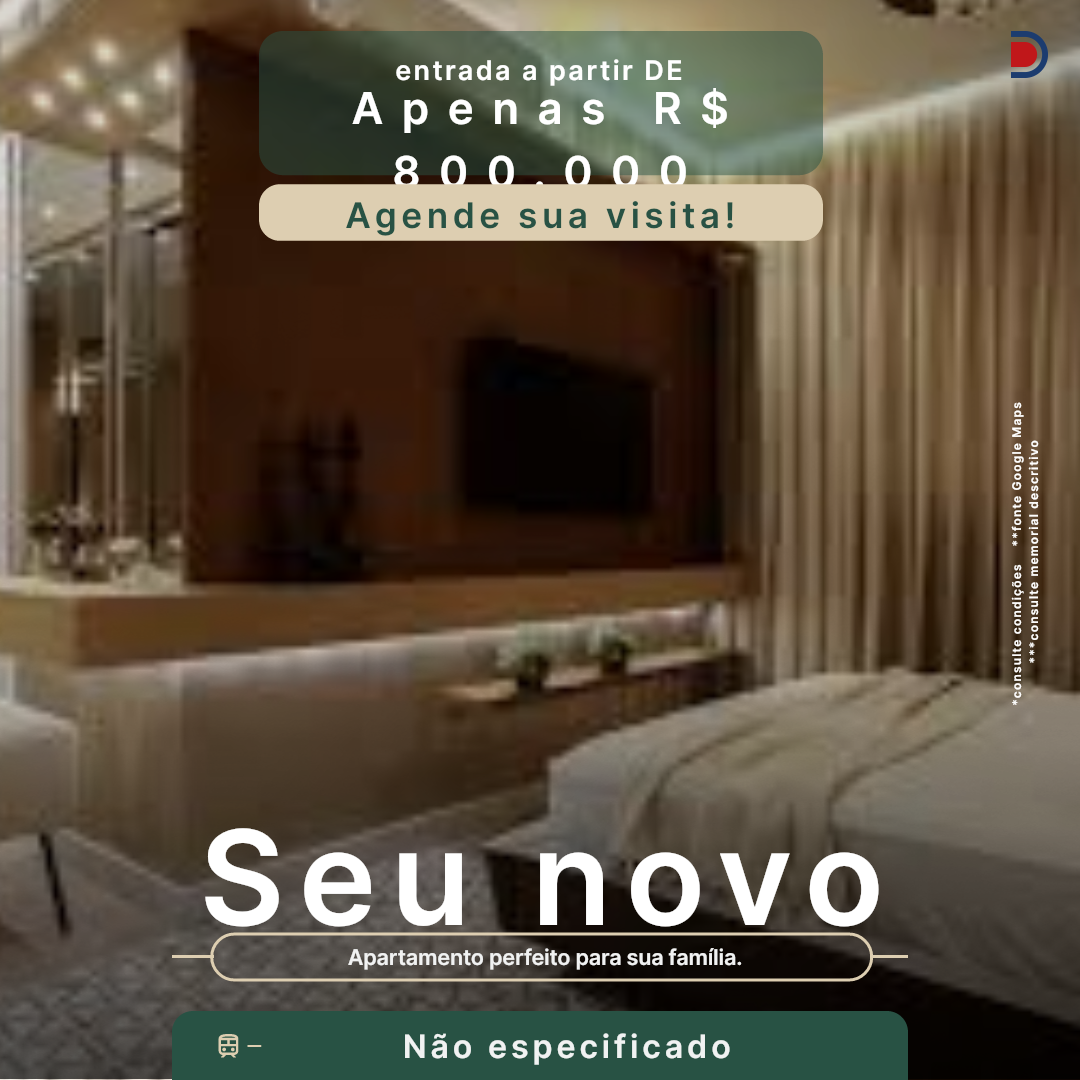 entrada a partir DE
Apenas R$
800.000
Agende sua visita!
*consulte condições **fonte Google Maps
***consulte memorial descritivo
Seu novo
Apartamento perfeito para sua família.
Não especificado